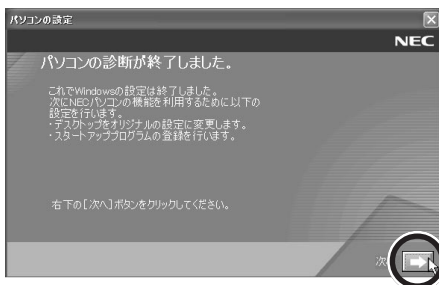 パソコンの設定
NEC
パソコンの診断が終了しました。
これでWindowsの設定は終了しました。
次にNECパソコンの機能を利用するために以下の
設定を行います。
・デスクトップをオリジナルの設定に変更します。
・スタートアッププログラムの登録を行います。
右下の[次へ]ボタンをクリックしてください。
次